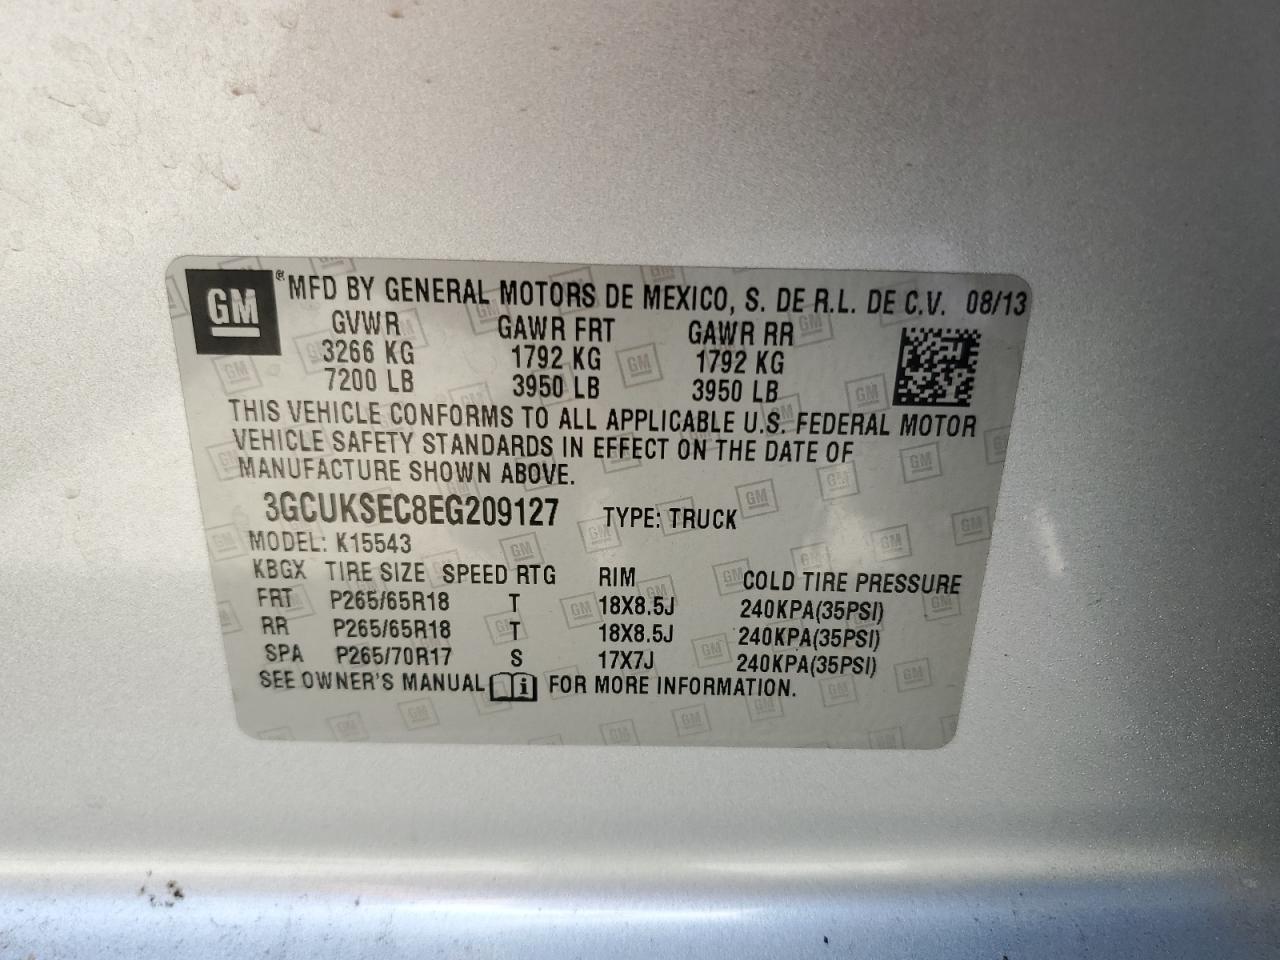 GM ® MFD BY GENERAL MOTORS DE MEXICO, S. DE R.L. DE C.V. 08/13
GVWR GAWR FRT GAWR RR
3266 KG 1792 KG 1792 KG
7200 LB 3950 LB 3950 LB
THIS VEHICLE CONFORMS TO ALL APPLICABLE U.S. FEDERAL MOTOR
VEHICLE SAFETY STANDARDS IN EFFECT ON THE DATE OF
MANUFACTURE SHOWN ABOVE.
3GCUKSEC8EG209127 TYPE: TRUCK
MODEL: K15543
KBGX TIRE SIZE SPEED RTG RIM COLD TIRE PRESSURE
FRT P265/65R18 T 18X8.5J 240KPA(35PSI)
RR P265/65R18 T 18X8.5J 240KPA(35PSI)
SPA P265/70R17 S 17X7J 240KPA(35PSI)
SEE OWNER'S MANUAL i FOR MORE INFORMATION.